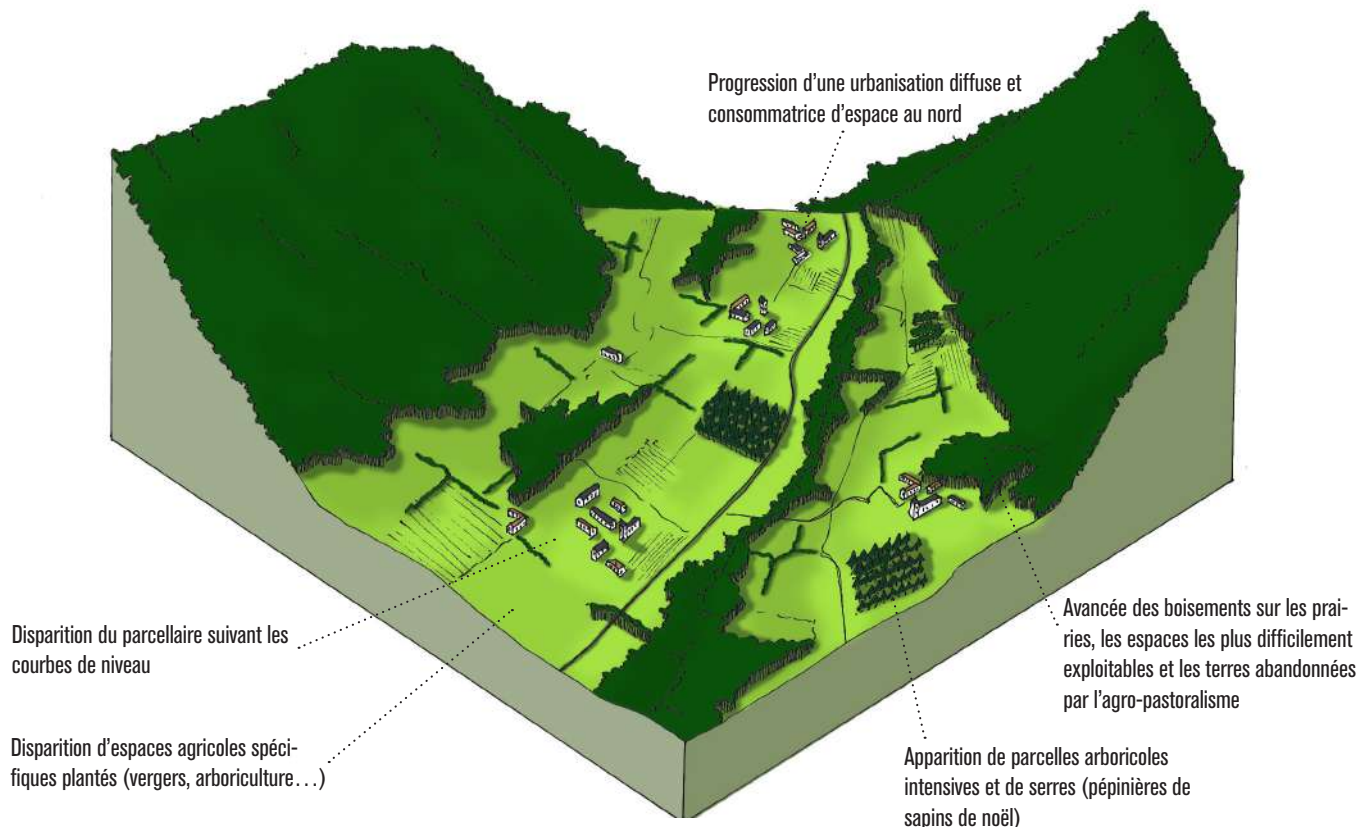 Progression d'une urbanisation diffuse et
consommatrice d'espace au nord
Disparition du parcellaire suivant les
courbes de niveau
Disparition d'espaces agricoles spéci-
fiques plantés (vergers, arboriculture...)
Avancée des boisements sur les prai-
ries, les espaces les plus difficilement
exploitables et les terres abandonnées
par l'agro-pastoralisme
Apparition de parcelles arboricoles
intensives et de serres (pépinières de
sapins de noël)